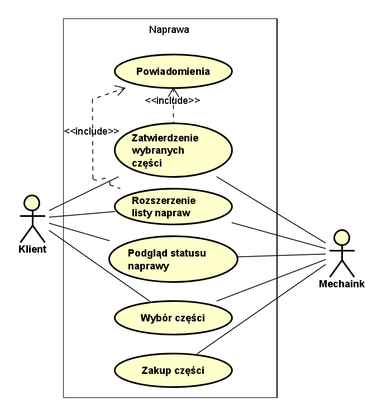 Naprawa
Powiadomienia
<<include>>
<<include>>
Zatwierdzenie
wybranych
części
Rozszerzenie
listy napraw
Klient
Podgląd statusu
naprawy
Mechaink
Wybór części
Zakup części